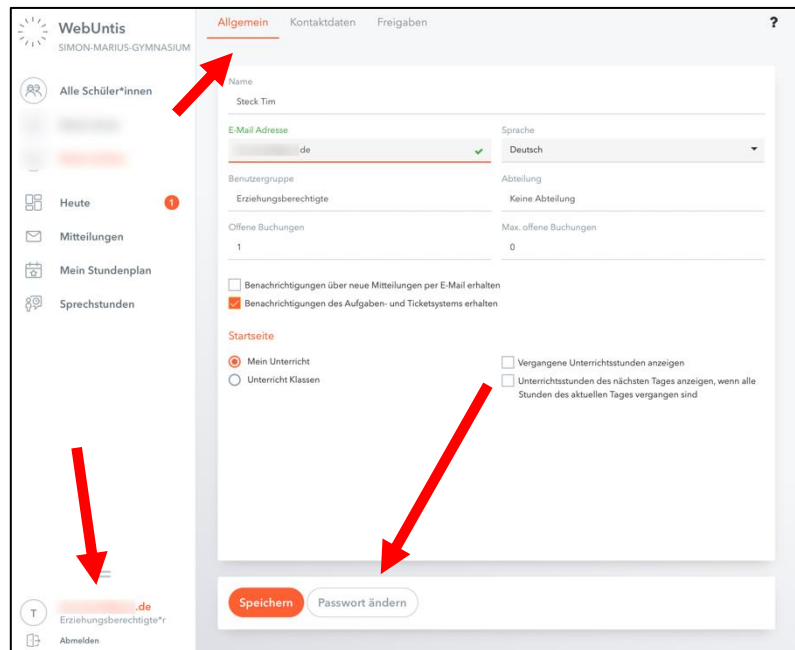 WebUntis
SIMON-MARIUS-GYMNASIUM
Alle Schüler*innen
Heute
1
Mitteilungen
Mein Stundenplan
Sprechstunden
T
.de
Erziehungsberechtigte*r
Abmelden
Allgemein Kontaktdaten Freigaben ?
Name
Steck Tim
E-Mail Adresse Sprache
de Deutsch
Benutzergruppe Abteilung
Erziehungsberechtigte Keine Abteilung
Offene Buchungen Max. offene Buchungen
1 0
Benachrichtigungen über neue Mitteilungen per E-Mail erhalten
Benachrichtigungen des Aufgaben- und Ticketsystems erhalten
Startseite
Mein Unterricht
Unterricht Klassen
Vergangene Unterrichtsstunden anzeigen
Unterrichtsstunden des nächsten Tages anzeigen, wenn alle
Stunden des aktuellen Tages vergangen sind
Speichern Passwort ändern